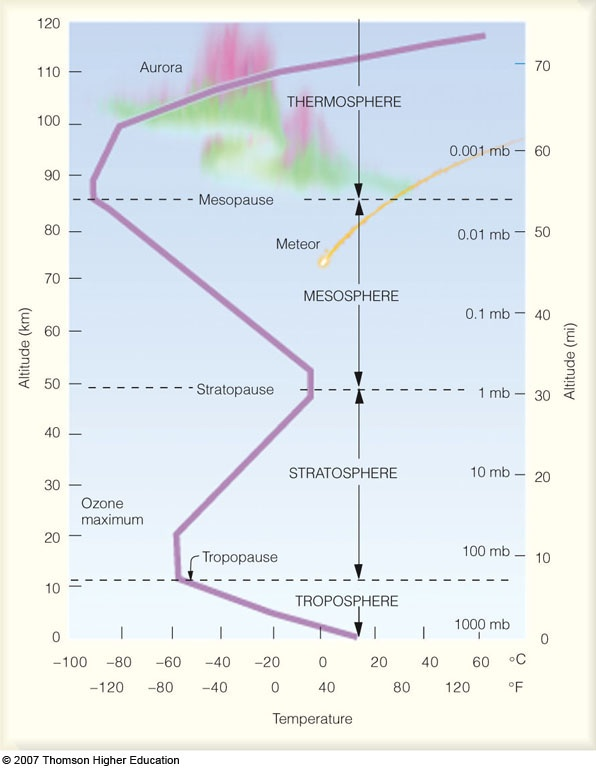 120
110
100
90
80
70
60
50
40
30
20
10
0
Altitude (km)
Aurora
THERMOSPHERE
Mesopause
Meteor
MESOSPHERE
Stratopause
STRATOSPHERE
Ozone
maximum
Tropopause
TROPOSPHERE
0.001 mb
0.01 mb
0.1 mb
1 mb
10 mb
100 mb
1000 mb
70
60
50
40
30
20
10
0
Altitude (mi)
–100 –80 –60 –40 –20 0 20 40 60 °C
–120 –80 –40 0 40 80 120 °F
Temperature
© 2007 Thomson Higher Education